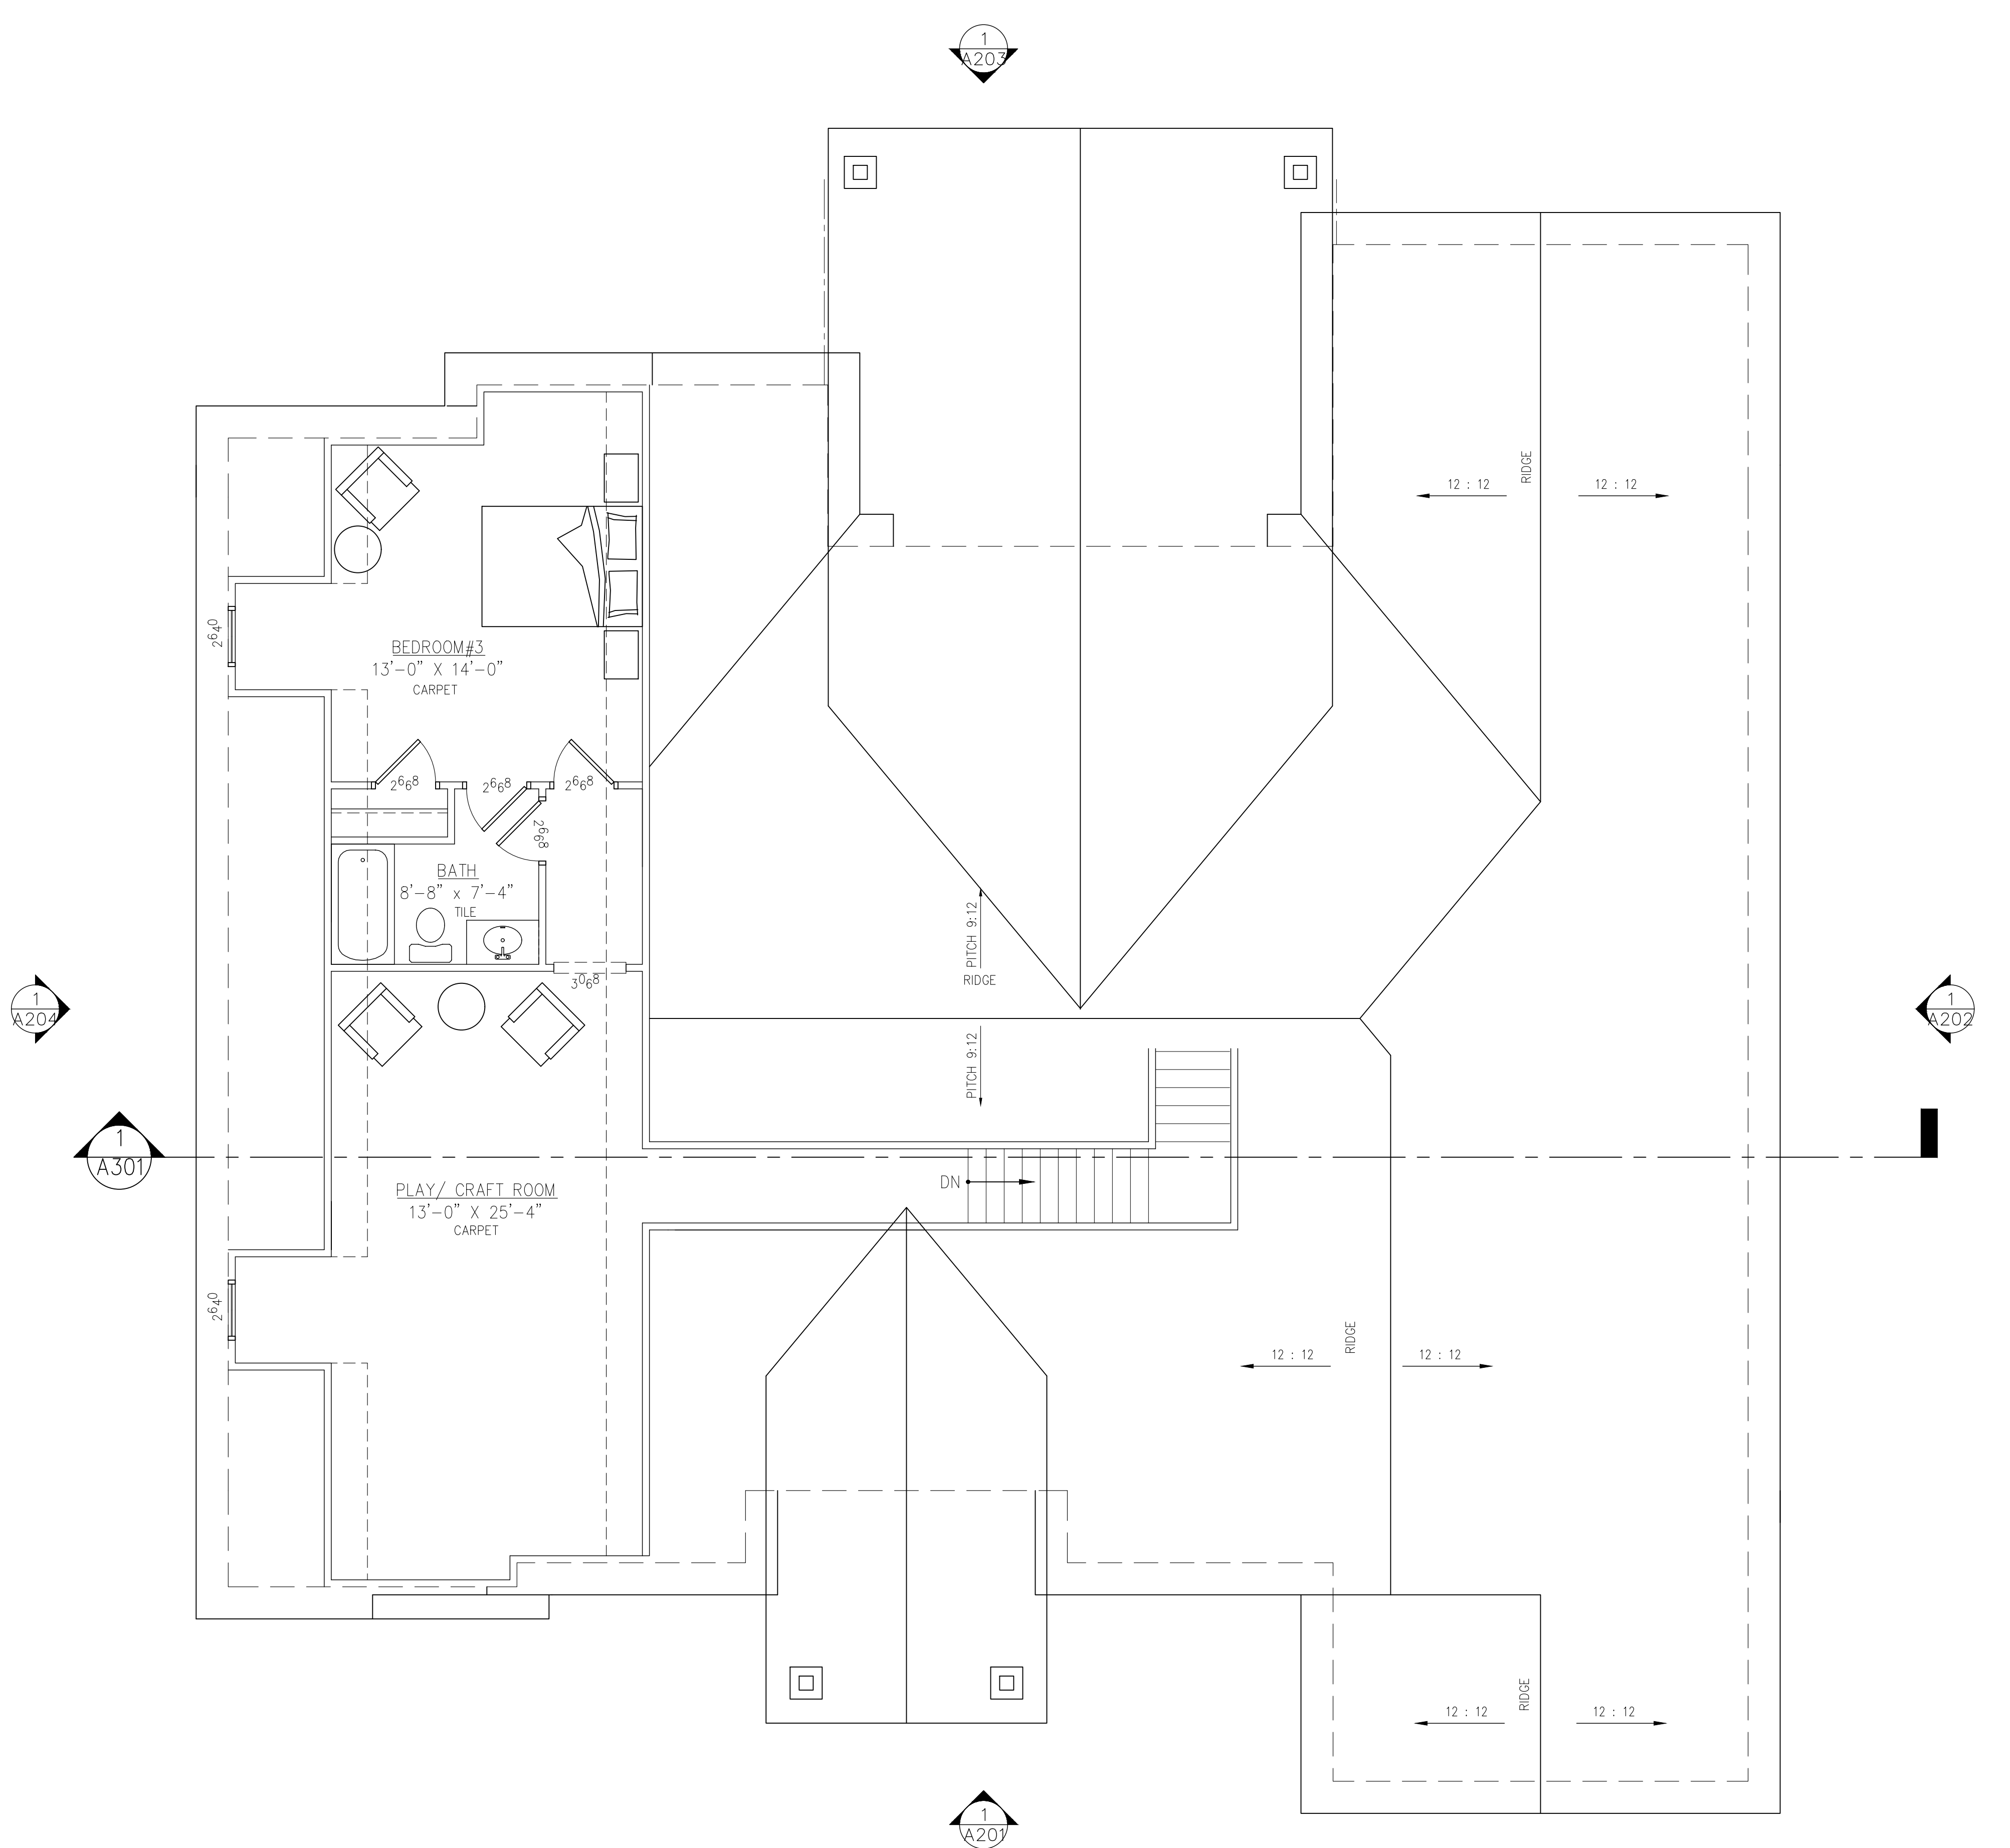 1
A203
RIDGE
12 : 12
12 : 12
2640
BEDROOM#3
13'-0" X 14'-0"
CARPET
2668
2668
2668
2668
BATH
8'-8" x 7'-4"
TILE
PITCH 9:12
RIDGE
3068
1
A204
1
A202
PITCH 9:12
1
A301
DN
PLAY/ CRAFT ROOM
13'-0" X 25'-4"
CARPET
2640
RIDGE
12 : 12
12 : 12
RIDGE
12 : 12
12 : 12
1
A201